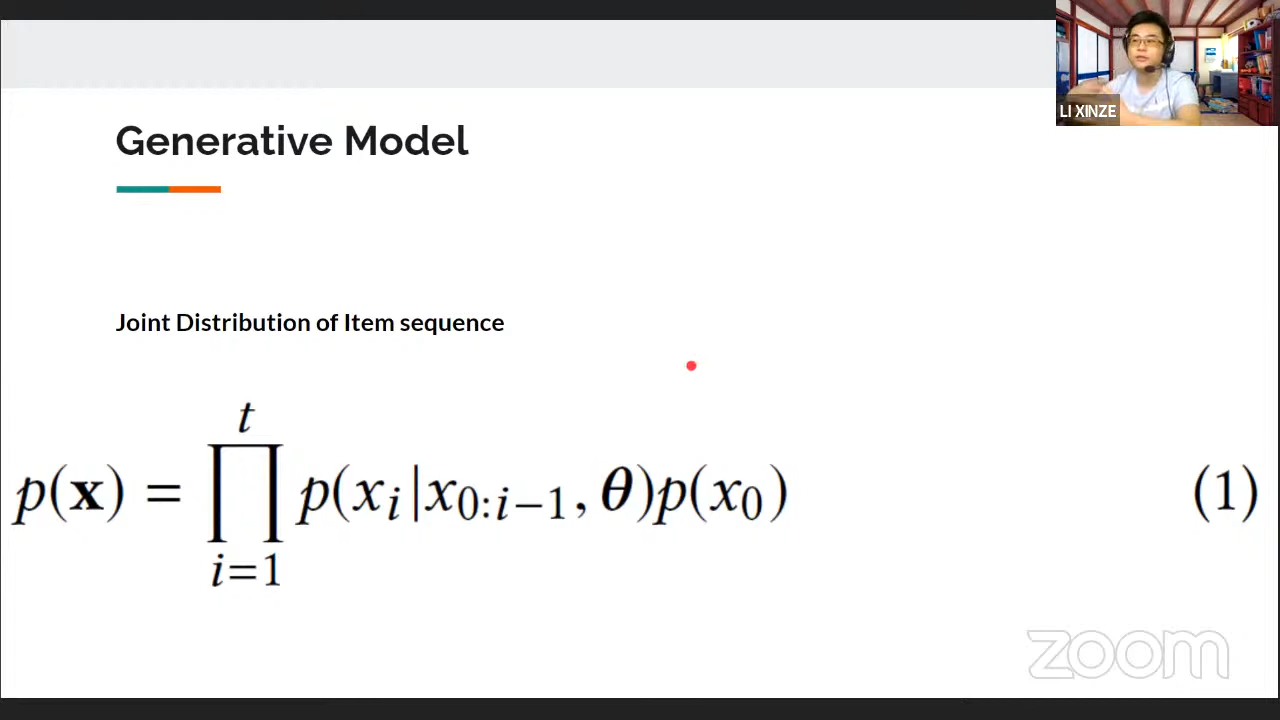 LI XINZE
Generative Model
Joint Distribution of Item sequence
p(𝐱) = ∏_{i=1}^{t} p(x_i|x_{0:i−1}, 𝜽)p(x_0) (1)
zoom